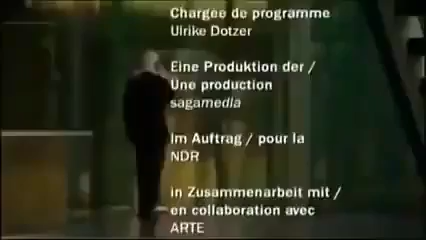 Chargée de programme
Ulrike Dotzer
Eine Produktion der /
Une production
sagamedia
im Auftrag / pour la
NDR
in Zusammenarbeit mit /
en collaboration avec
ARTE